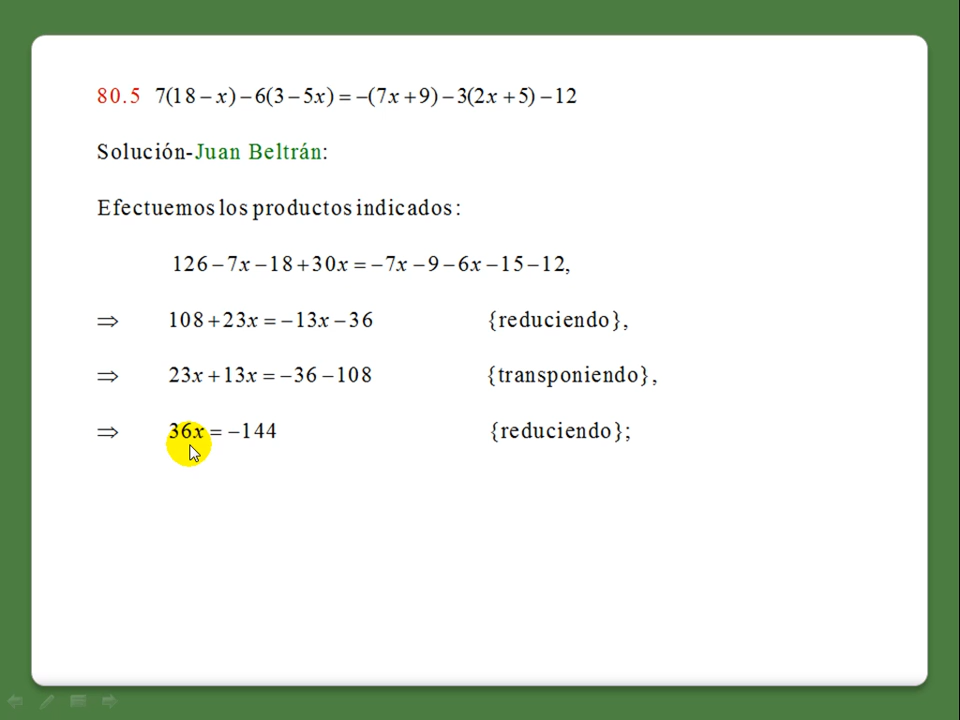 80.5 7(18 − x) − 6(3 − 5x) = −(7x + 9) − 3(2x + 5) − 12
Solución-Juan Beltrán:
Efectuemos los productos indicados :
126 − 7x − 18 + 30x = −7x − 9 − 6x − 15 − 12,
⇒ 108 + 23x = −13x − 36 {reduciendo},
⇒ 23x + 13x = −36 − 108 {transponiendo},
⇒ 36x = −144 {reduciendo};